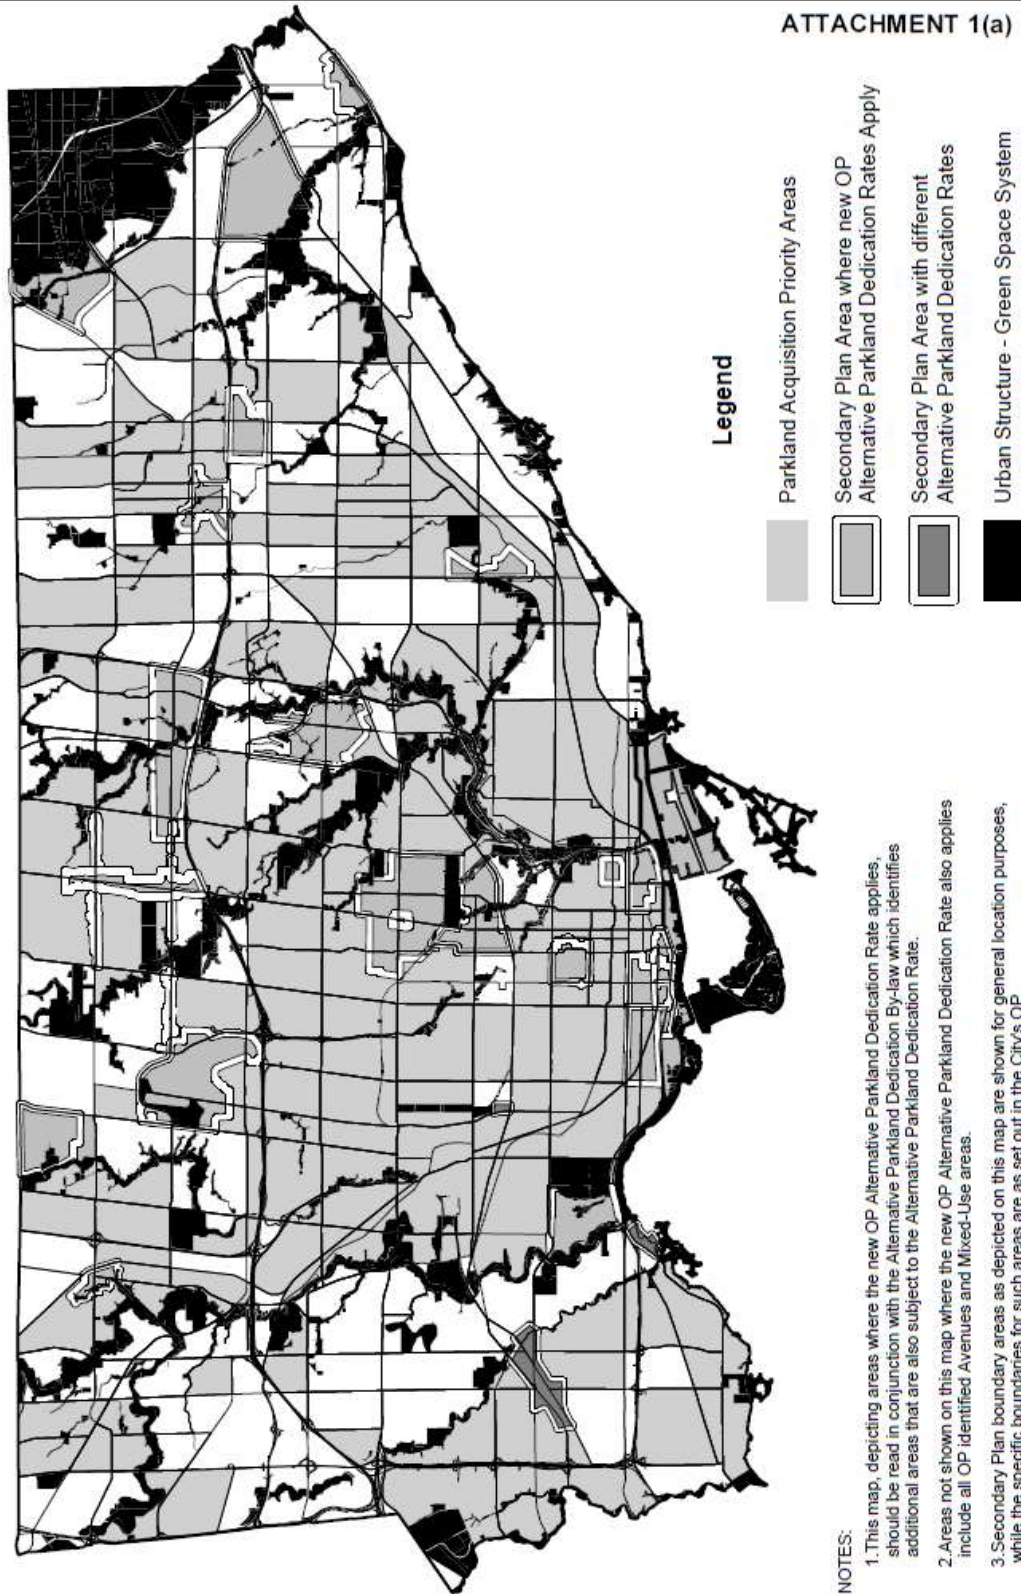 ATTACHMENT 1(a)
Legend
Parkland Acquisition Priority Areas
Secondary Plan Area where new OP
Alternative Parkland Dedication Rates Apply
Secondary Plan Area with different
Alternative Parkland Dedication Rates
Urban Structure - Green Space System
NOTES:
1.This map, depicting areas where the new OP Alternative Parkland Dedication Rate applies,
should be read in conjunction with the Alternative Parkland Dedication By-law which identifies
additional areas that are also subject to the Alternative Parkland Dedication Rate.
2.Areas not shown on this map where the new OP Alternative Parkland Dedication Rate also applies
include all OP identified Avenues and Mixed-Use areas.
3.Secondary Plan boundary areas as depicted on this map are shown for general location purposes,
while the specific boundaries for such areas are as set out in the City's OP